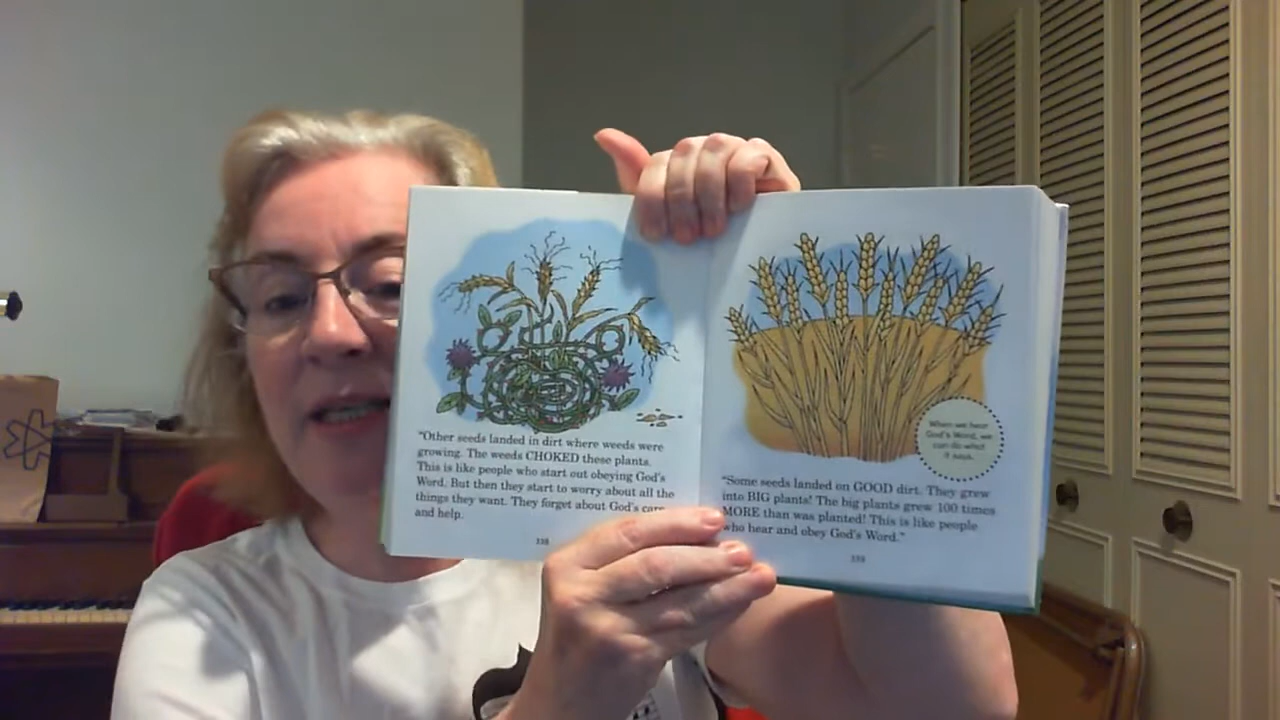 "Other seeds landed in dirt where weeds were
growing. The weeds CHOKED these plants.
This is like people who start out obeying God's
Word. But then they start to worry about all the
things they want. They forget about God's care
and help.
138
When we hear
God's Word, we
can do what
it says.
"Some seeds landed on GOOD dirt. They grew
into BIG plants! The big plants grew 100 times
MORE than was planted! This is like people
who hear and obey God's Word."
139